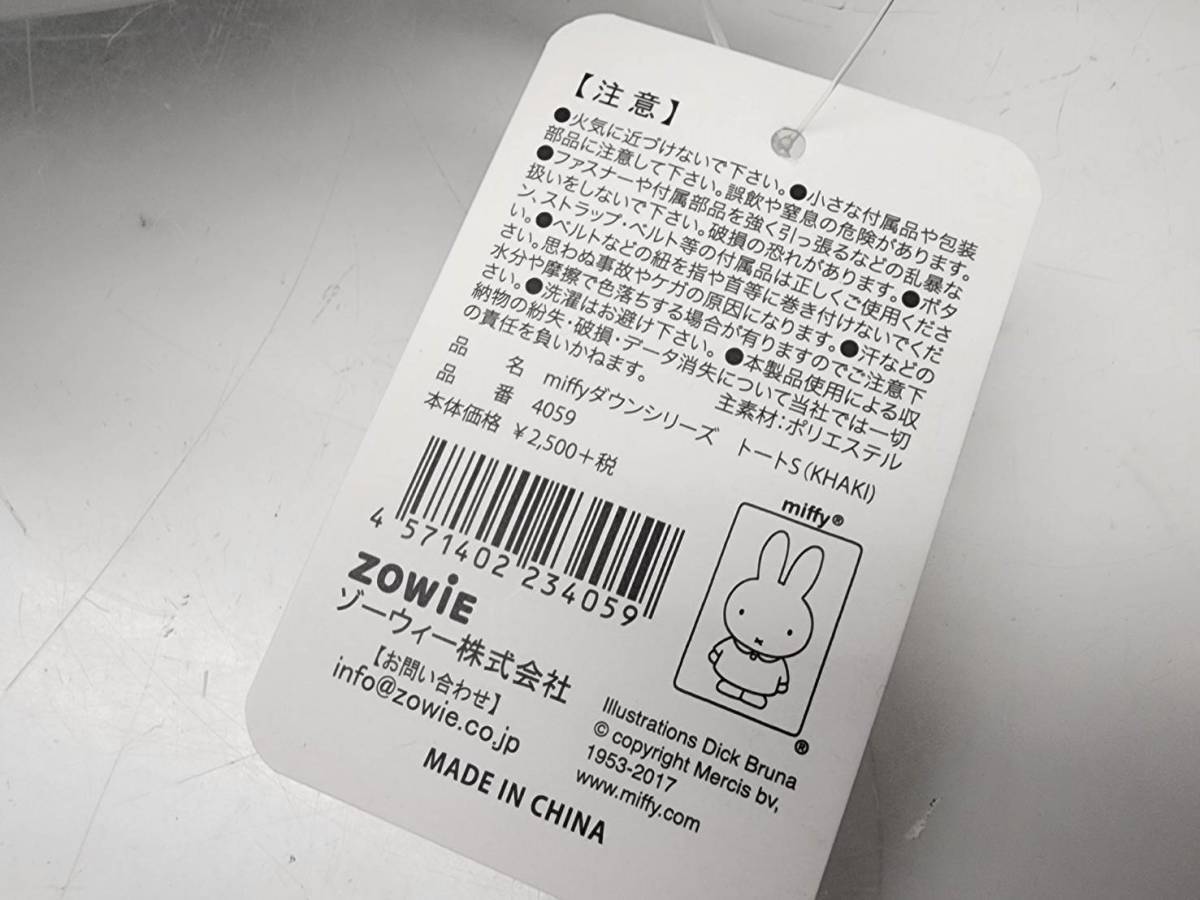 【注意】
●火気に近づけないで下さい。●小さな付属品や包装
部品に注意して下さい。誤飲や窒息の危険があります。
●ファスナーや付属部品を強く引っ張るなどの乱暴な
扱いをしないで下さい。破損の恐れがあります。●ボタ
ン、ストラップ・ベルト等の付属品は正しくご使用くださ
い。●ベルトなどの紐を指や首等に巻き付けないでくだ
さい。思わぬ事故やケガの原因になります。●汗などの
水分や摩擦で色落ちする場合が有りますのでご注意下
さい。●洗濯はお避け下さい。●本製品使用による収
納物の紛失・破損・データ消失について当社では一切
の責任を負いかねます。 主素材：ポリエステル
品 名 miffyダウンシリーズ トートS（KHAKI）
品 番 4059
本体価格 ￥2,500＋税
4 571402 234059
miffy®
®
ZOWiE
ゾーウィー株式会社
【お問い合わせ】
info@zowie.co.jp
Illustrations Dick Bruna
© copyright Mercis bv,
1953-2017
www.miffy.com
MADE IN CHINA